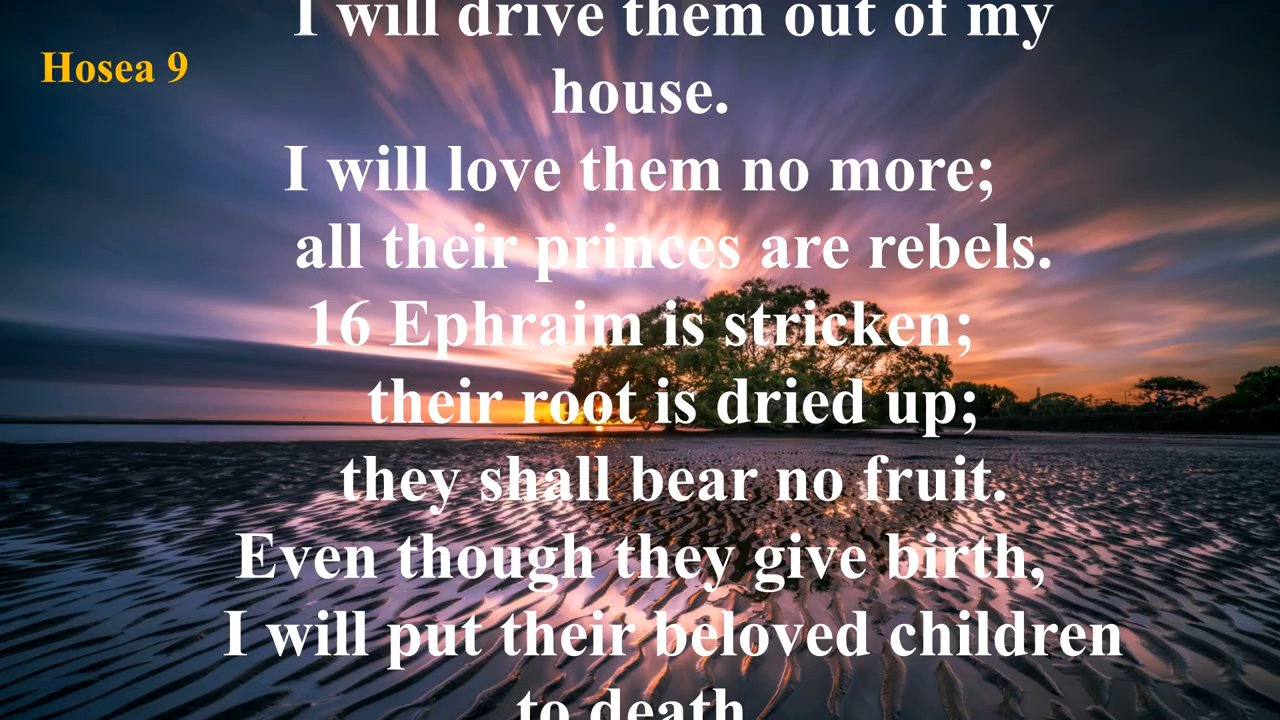 I will drive them out of my
Hosea 9
house.
I will love them no more;
all their princes are rebels.
16 Ephraim is stricken;
their root is dried up;
they shall bear no fruit.
Even though they give birth,
I will put their beloved children
to death